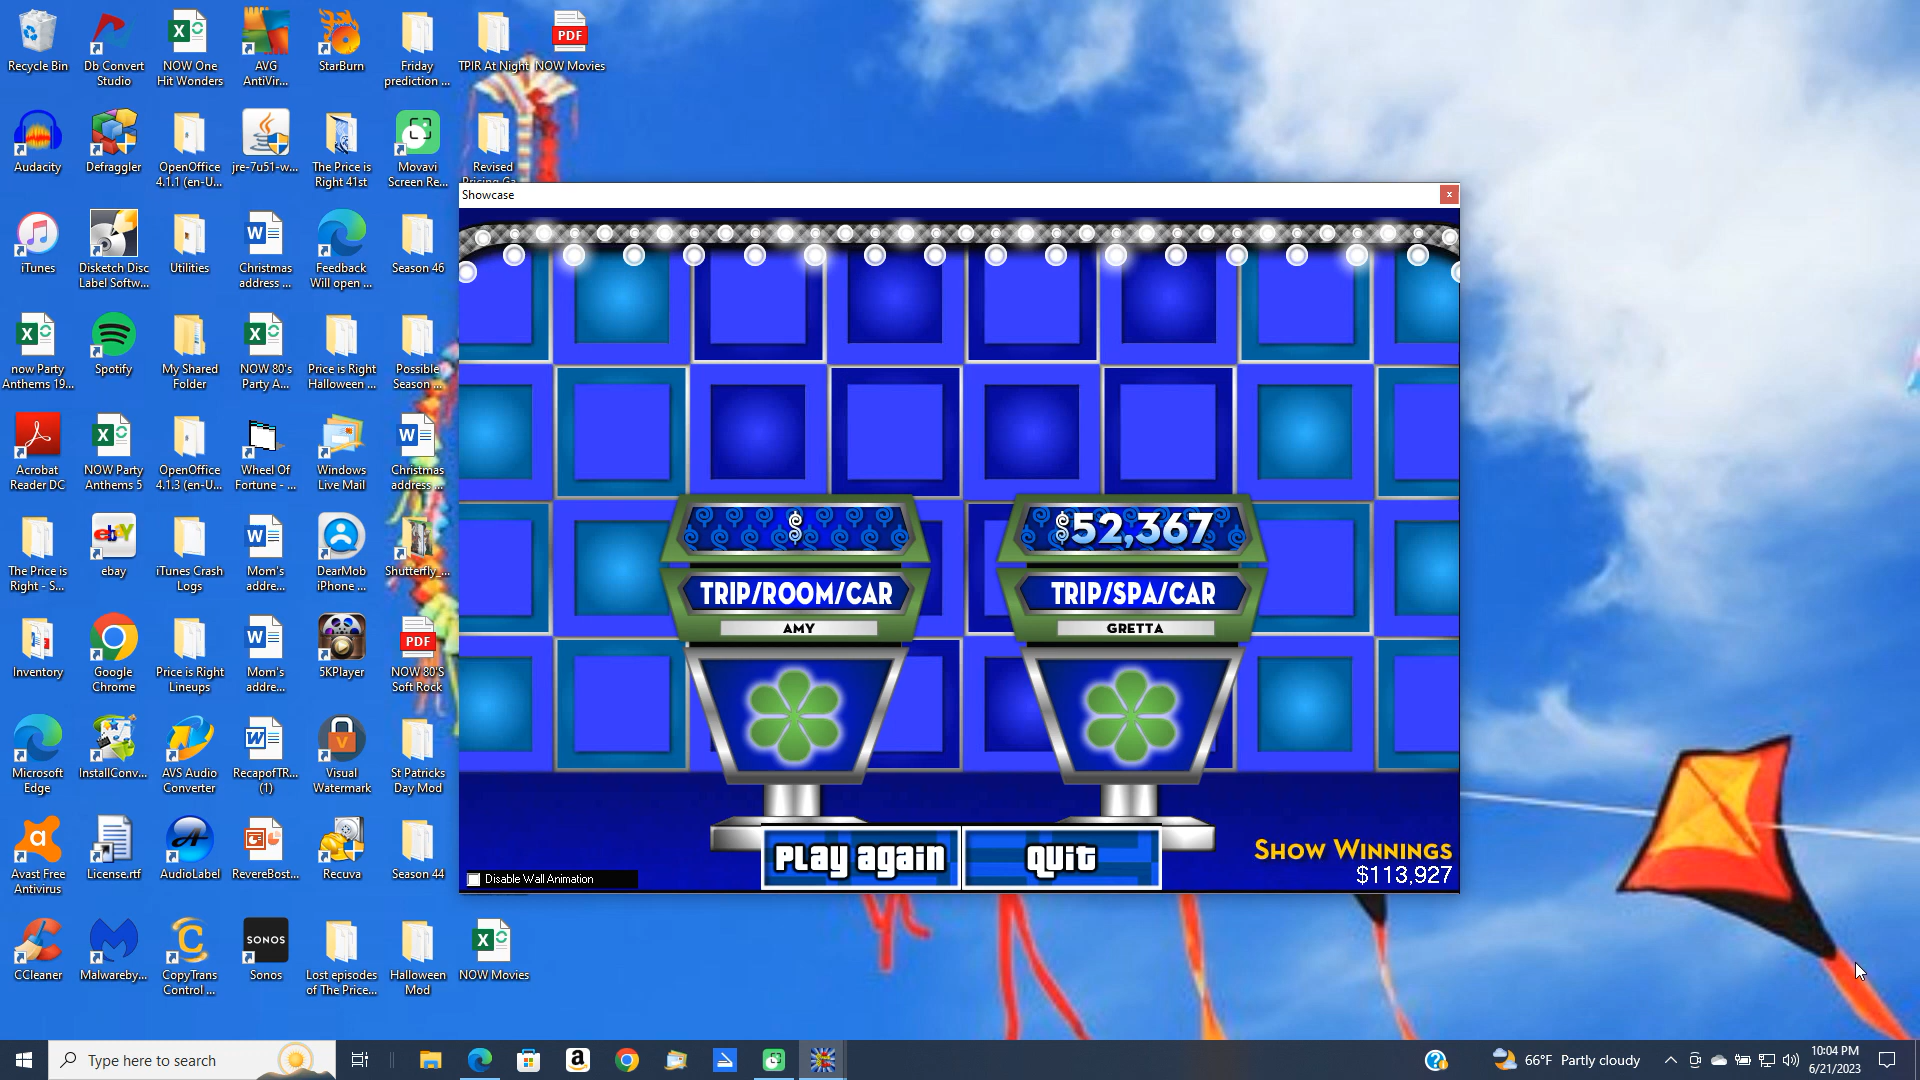 Recycle Bin
Db Convert
Studio
NOW One
Hit Wonders
AVG
AntiVir...
StarBurn
Friday
prediction ...
TPIR At Night
PDF
NOW Movies
Audacity
Defraggler
OpenOffice
4.1.1 (en-U...
jre-7u51-w...
The Price is
Right 41st
Movavi
Screen Re...
Revised
iTunes
Disketch Disc
Label Softw...
Utilities
Christmas
address ...
Feedback
Will open ...
Season 46
now Party
Anthems 19...
Spotify
My Shared
Folder
NOW 80's
Party A...
Price is Right
Halloween ...
Possible
Season ...
Acrobat
Reader DC
NOW Party
Anthems 5
OpenOffice
4.1.3 (en-U...
Wheel Of
Fortune - ...
Windows
Live Mail
Christmas
address ...
The Price is
Right - S...
ebay
ebay
iTunes Crash
Logs
Mom's
addre...
DearMob
iPhone ...
Shutterfly_...
Inventory
Google
Chrome
Price is Right
Lineups
Mom's
addre...
5KPlayer
PDF
NOW 80'S
Soft Rock
Microsoft
Edge
InstallConv...
AVS Audio
Converter
RecapofTR...
(1)
Visual
Watermark
St Patricks
Day Mod
Avast Free
Antivirus
License.rtf
AudioLabel
RevereBost...
Recuva
Season 44
CCleaner
Malwareby...
CopyTrans
Control ...
SONOS
Sonos
Lost episodes
of The Price...
Halloween
Mod
NOW Movies
Showcase
$
$52,367
TRIP/ROOM/CAR
TRIP/SPA/CAR
AMY
GRETTA
Play again
Quit
Show Winnings
$113,927
Disable Wall Animation
Type here to search
66°F Partly cloudy
10:04 PM
6/21/2023